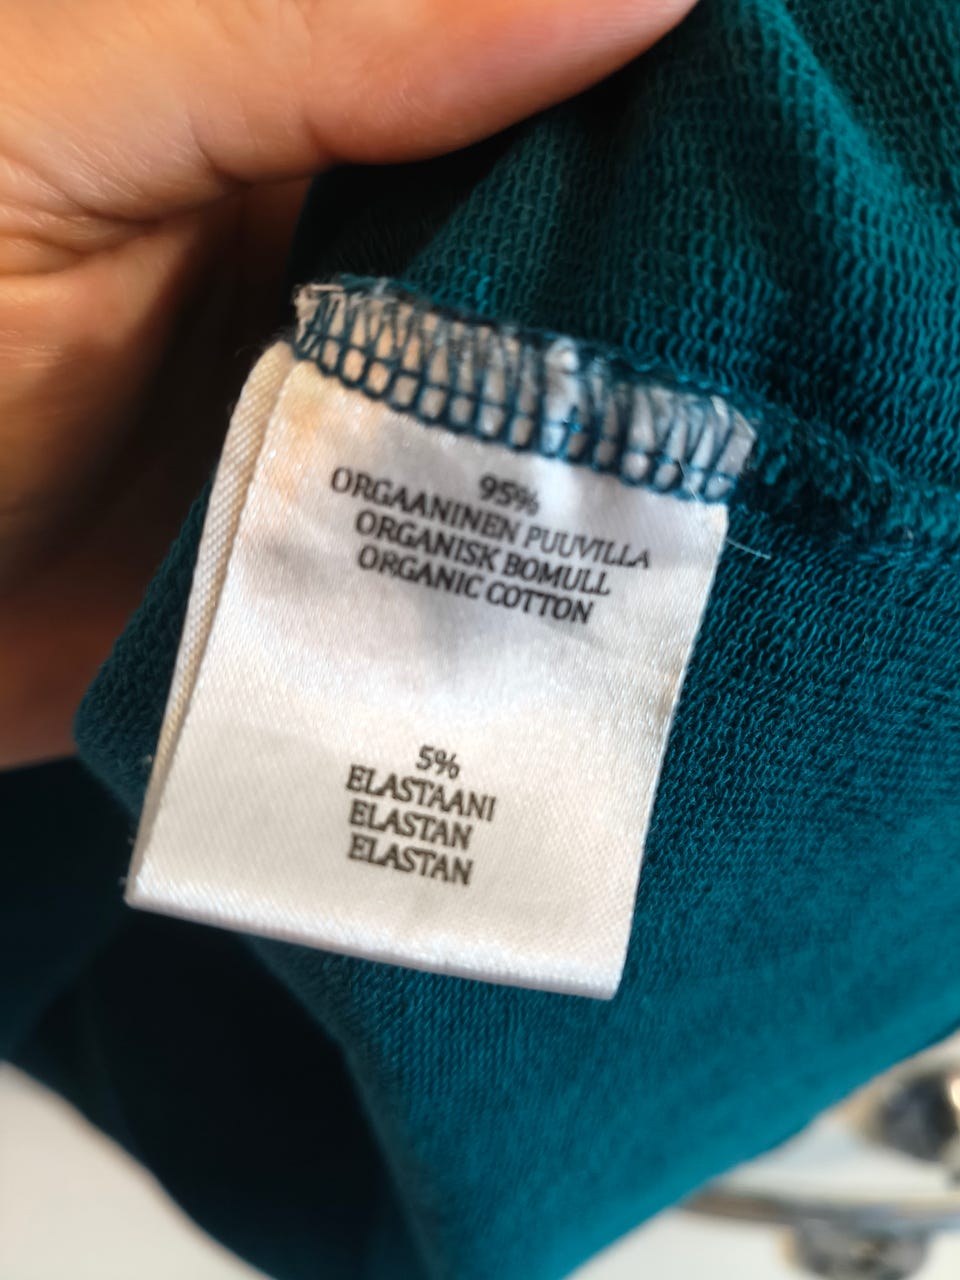 95%
ORGAANINEN PUUVILLA
ORGANISK BOMULL
ORGANIC COTTON
5%
ELASTAANI
ELASTAN
ELASTAN